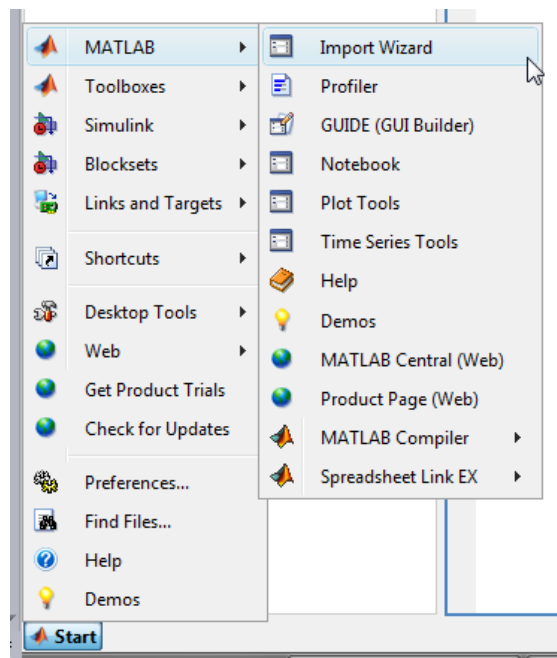 MATLAB
Toolboxes
Simulink
Blocksets
Links and Targets
Shortcuts
Desktop Tools
Web
Get Product Trials
Check for Updates
Preferences...
Find Files...
Help
Demos
Import Wizard
Profiler
GUIDE (GUI Builder)
Notebook
Plot Tools
Time Series Tools
Help
Demos
MATLAB Central (Web)
Product Page (Web)
MATLAB Compiler
Spreadsheet Link EX
Start